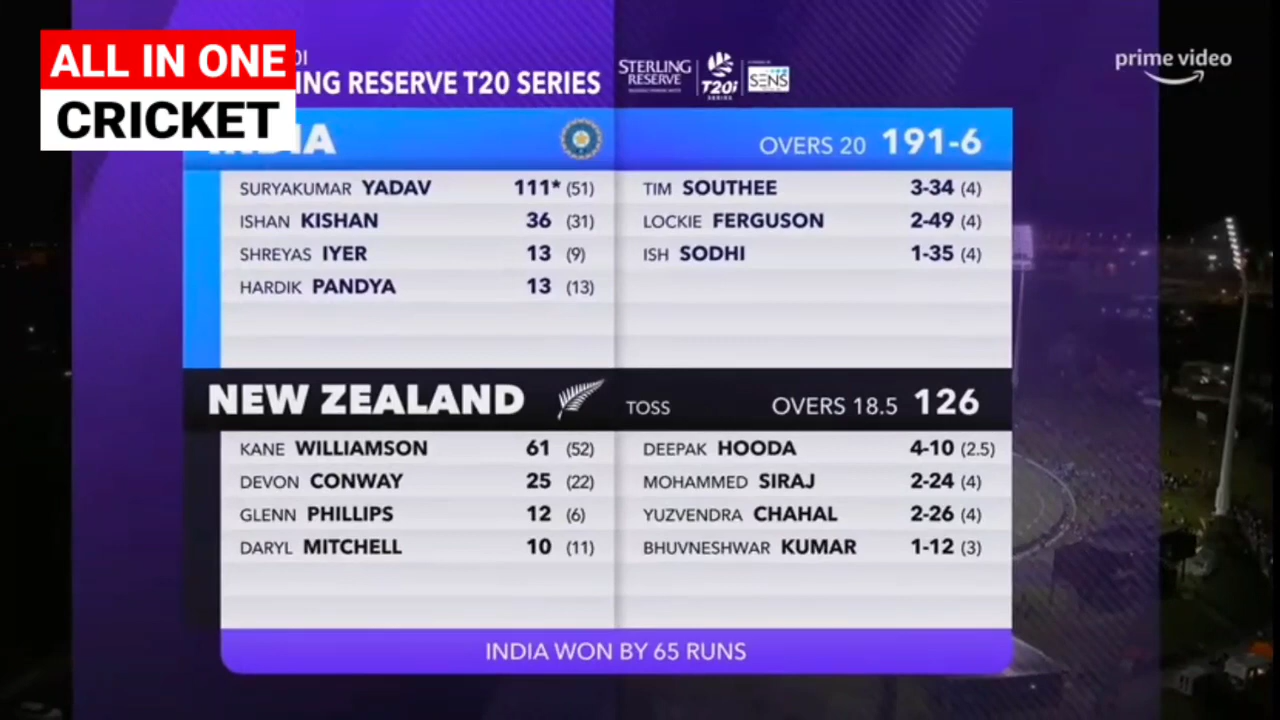 ALL IN ONE
CRICKET
NG RESERVE T20 SERIES
STERLING
RESERVE
T20i
SERIES
SENS
prime video
INDIA OVERS 20 191-6
SURYAKUMAR YADAV 111* (51) TIM SOUTHEE 3-34 (4)
ISHAN KISHAN 36 (31) LOCKIE FERGUSON 2-49 (4)
SHREYAS IYER 13 (9) ISH SODHI 1-35 (4)
HARDIK PANDYA 13 (13)
NEW ZEALAND TOSS OVERS 18.5 126
KANE WILLIAMSON 61 (52) DEEPAK HOODA 4-10 (2.5)
DEVON CONWAY 25 (22) MOHAMMED SIRAJ 2-24 (4)
GLENN PHILLIPS 12 (6) YUZVENDRA CHAHAL 2-26 (4)
DARYL MITCHELL 10 (11) BHUVNESHWAR KUMAR 1-12 (3)
INDIA WON BY 65 RUNS